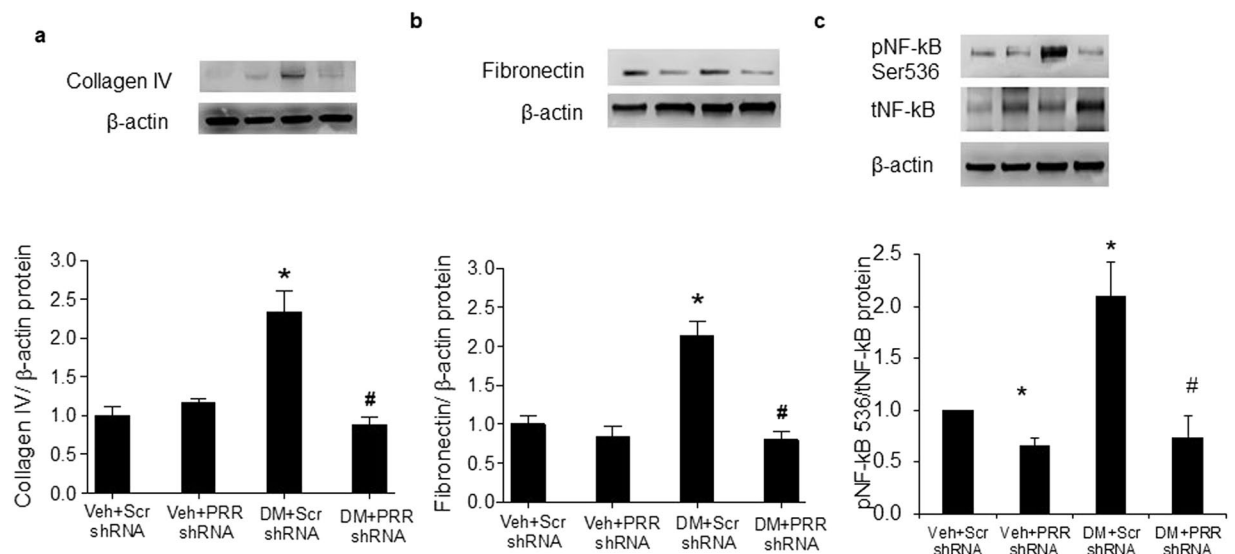 a
Collagen IV
β-actin
Collagen IV/ β-actin protein
3.0
2.5
2.0
1.5
1.0
0.5
0.0
*
#
Veh+Scr
shRNA
Veh+PRR
shRNA
DM+Scr
shRNA
DM+PRR
shRNA
b
Fibronectin
β-actin
Fibronectin/ β-actin protein
3.0
2.5
2.0
1.5
1.0
0.5
0.0
*
#
Veh+Scr
shRNA
Veh+PRR
shRNA
DM+Scr
shRNA
DM+PRR
shRNA
c
pNF-kB
Ser536
tNF-kB
β-actin
pNF-kB 536/tNF-kB protein
2.5
2.0
1.5
1.0
0.5
0.0
*
*
#
Veh+Scr
shRNA
Veh+PRR
shRNA
DM+Scr
shRNA
DM+PRR
shRNA